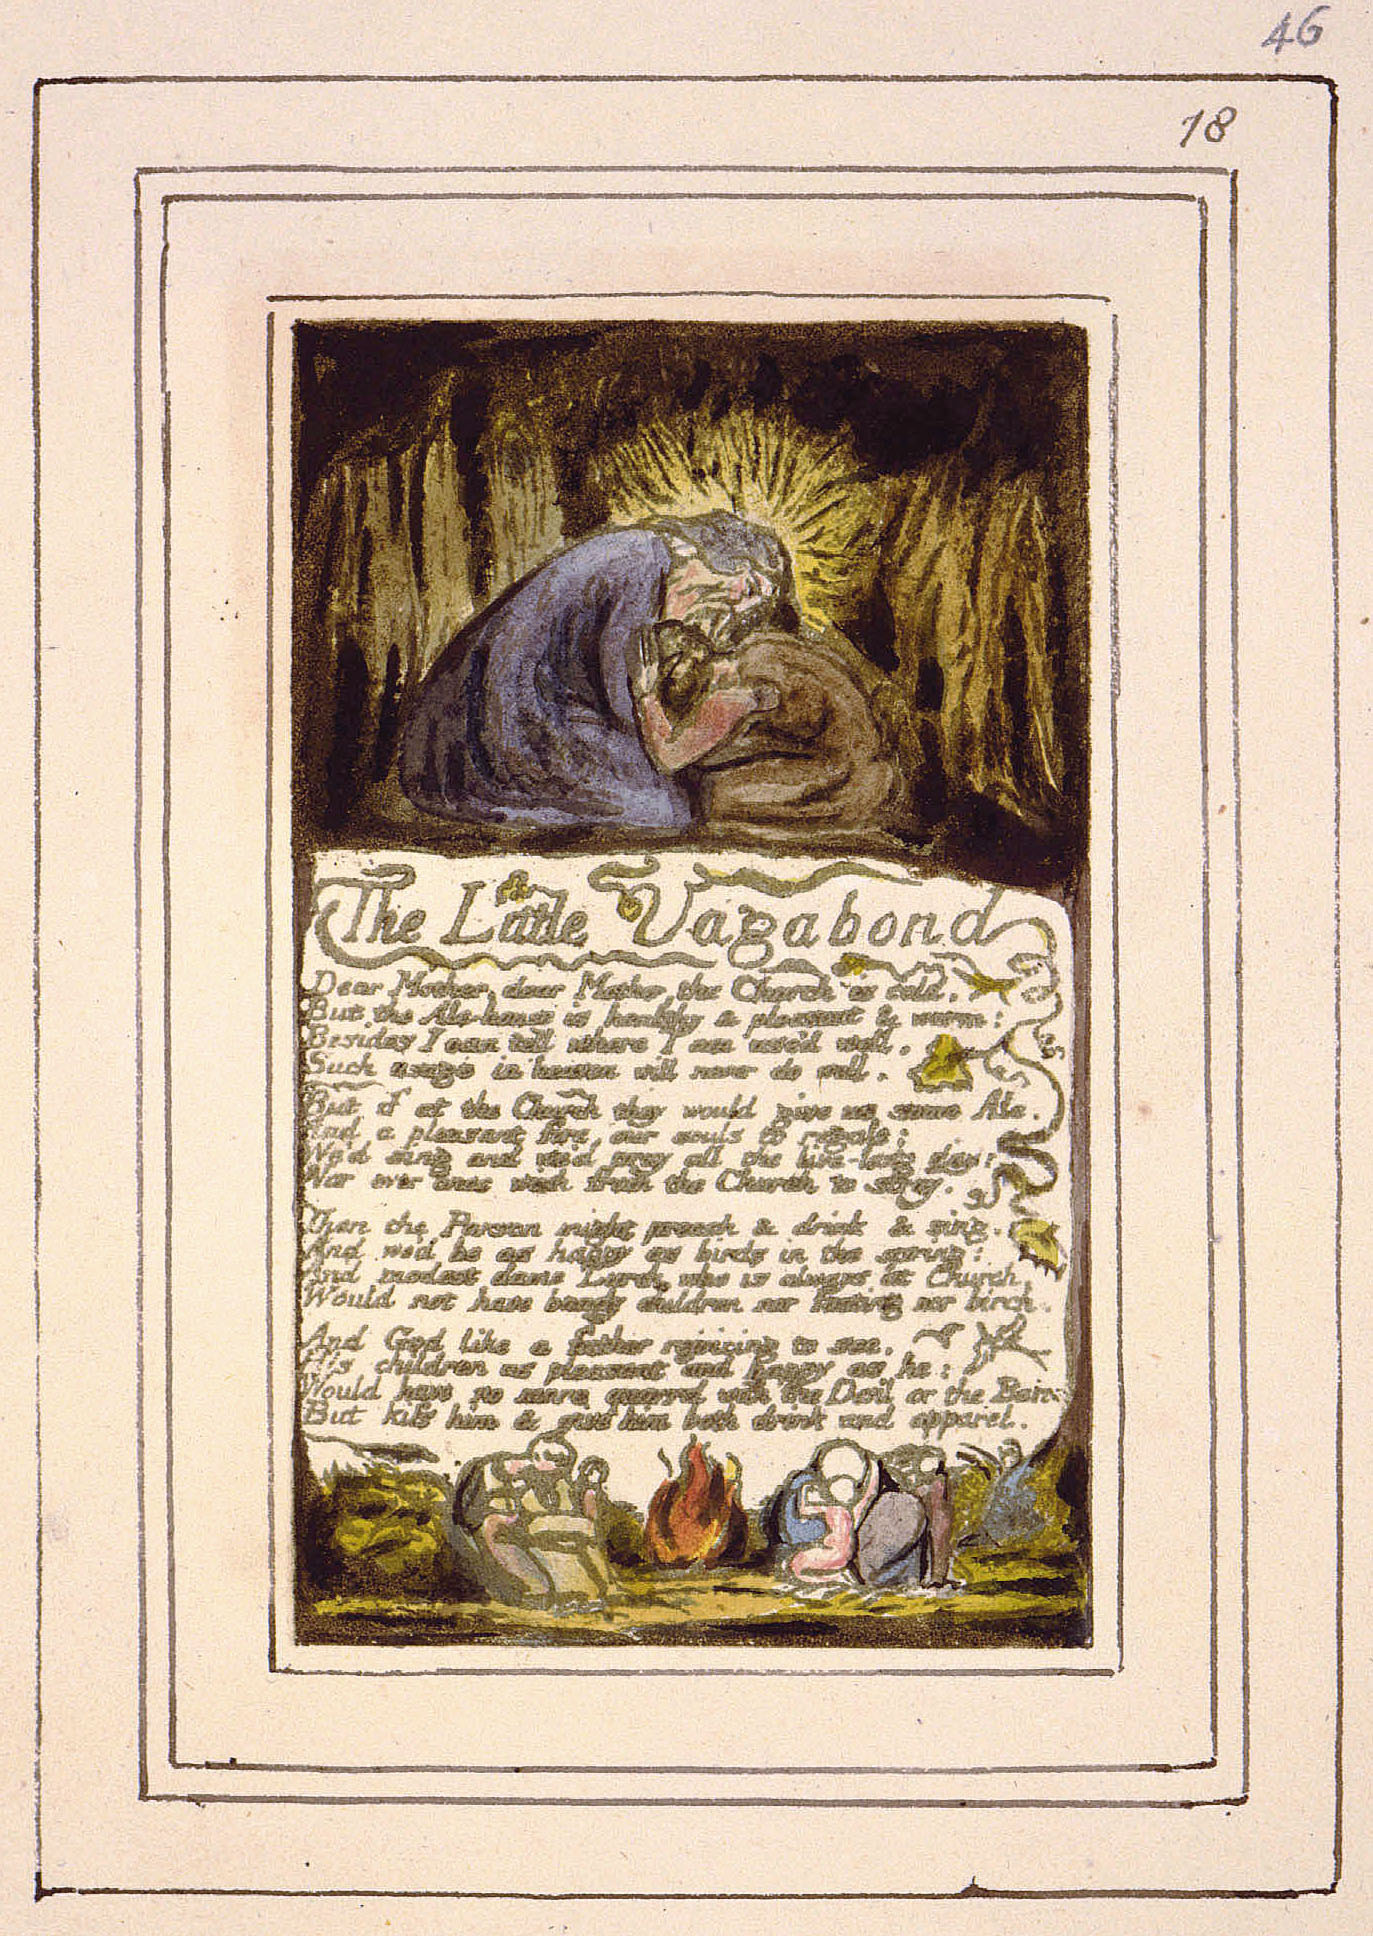 46
18
The Little Vagabond
Dear Mother, dear Mother, the Church is cold.
But the Ale-house is healthy & pleasant & warm:
Besides I can tell where I am use'd well.
Such usage in heaven will never do well.
But if at the Church they would give us some Ale.
And a pleasant fire, our souls to regale:
We'd sing and we'd pray all the live-long day:
Nor ever once wish from the Church to stray.
Then the Parson might preach & drink & sing.
And we'd be as happy as birds in the spring:
And modest dame Lurch, who is always at Church,
Would not have bandy children nor fasting nor birch.
And God like a father rejoicing to see.
His children as pleasant and happy as he:
Would have no more quarrel with the Devil or the Barrel
But kiss him & give him both drink and apparel.